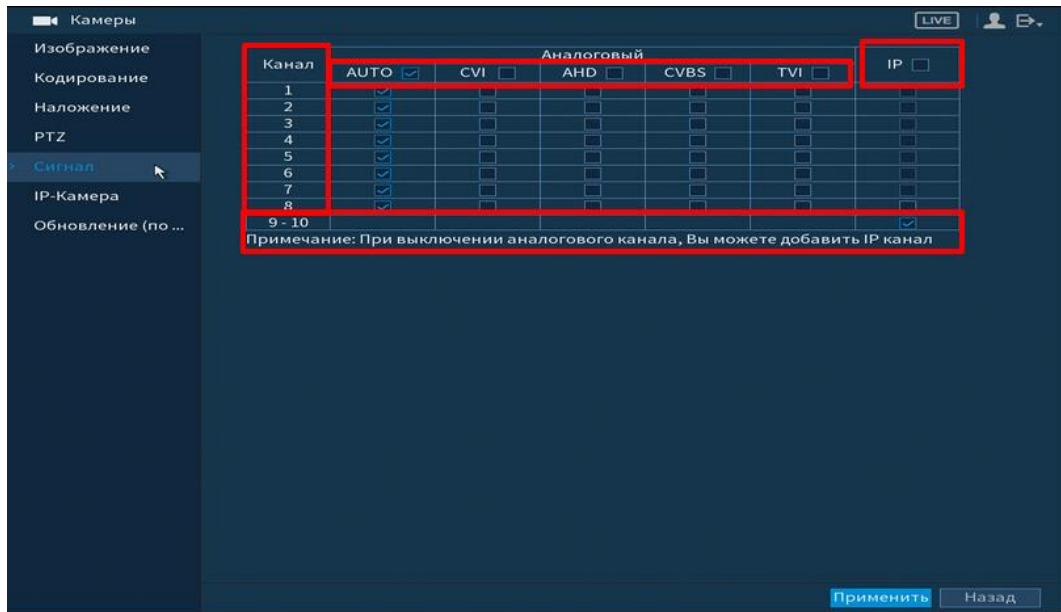 Камеры
LIVE
Изображение
Кодирование
Наложение
PTZ
Сигнал
IP-Камера
Обновление (по ...
Канал
Аналоговый
IP
AUTO CVI AHD CVBS TVI
1
2
3
4
5
6
7
8
9 - 10
Примечание: При выключении аналогового канала, Вы можете добавить IP канал
Применить
Назад